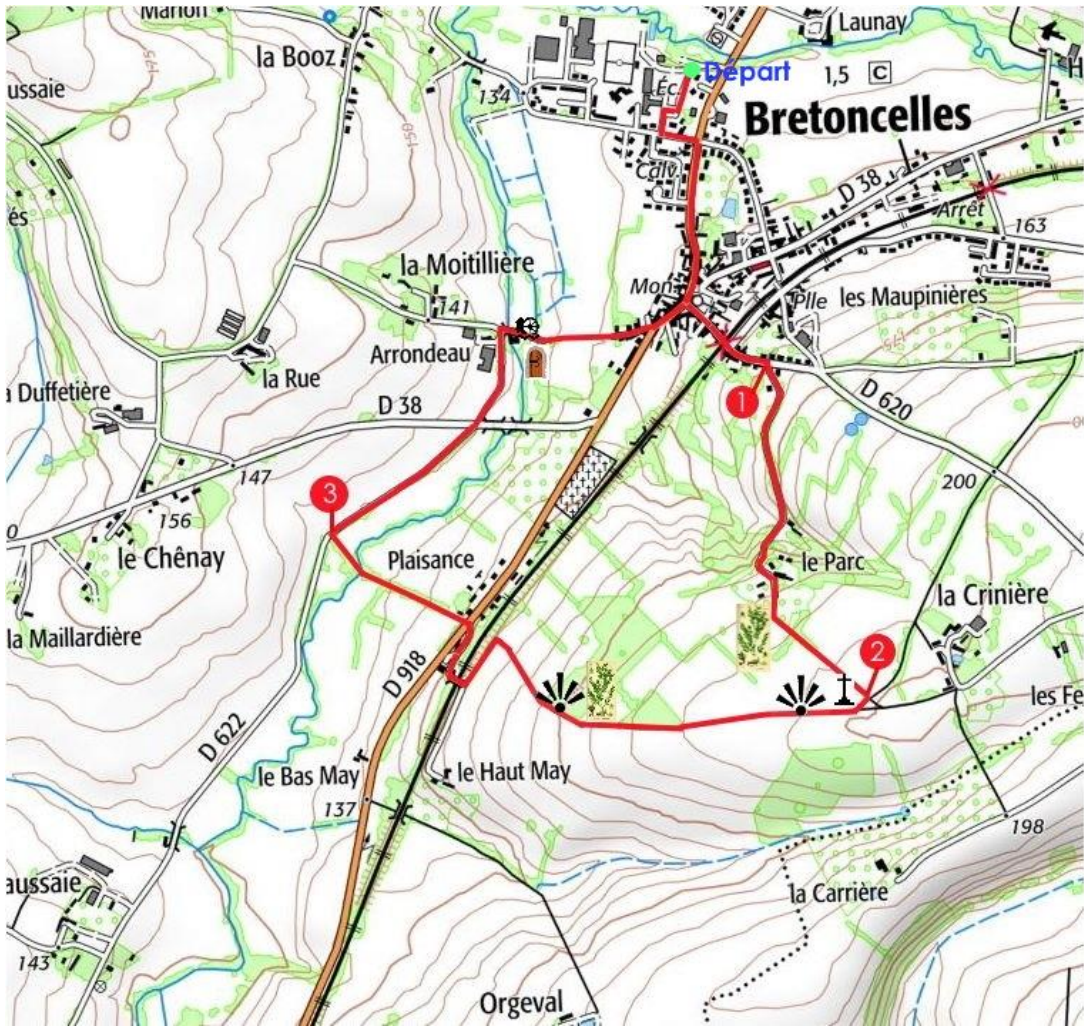 Marion
Launay
la Booz
Départ
1,5 C
134
Éc.
Bretoncelles
175
150
Calv.
D 38
Arrêt
163
la Moitillière
Mon.
Plle
les Maupinières
141
175
Arrondeau
la Rue
a Duffetière
D 38
1
D 620
147
200
3
156
le Chênay
Plaisance
le Parc
la Crinière
la Maillardière
2
D 918
les Fe
D 622
le Bas May
le Haut May
137
198
aussaie
la Carrière
143
Orgeval